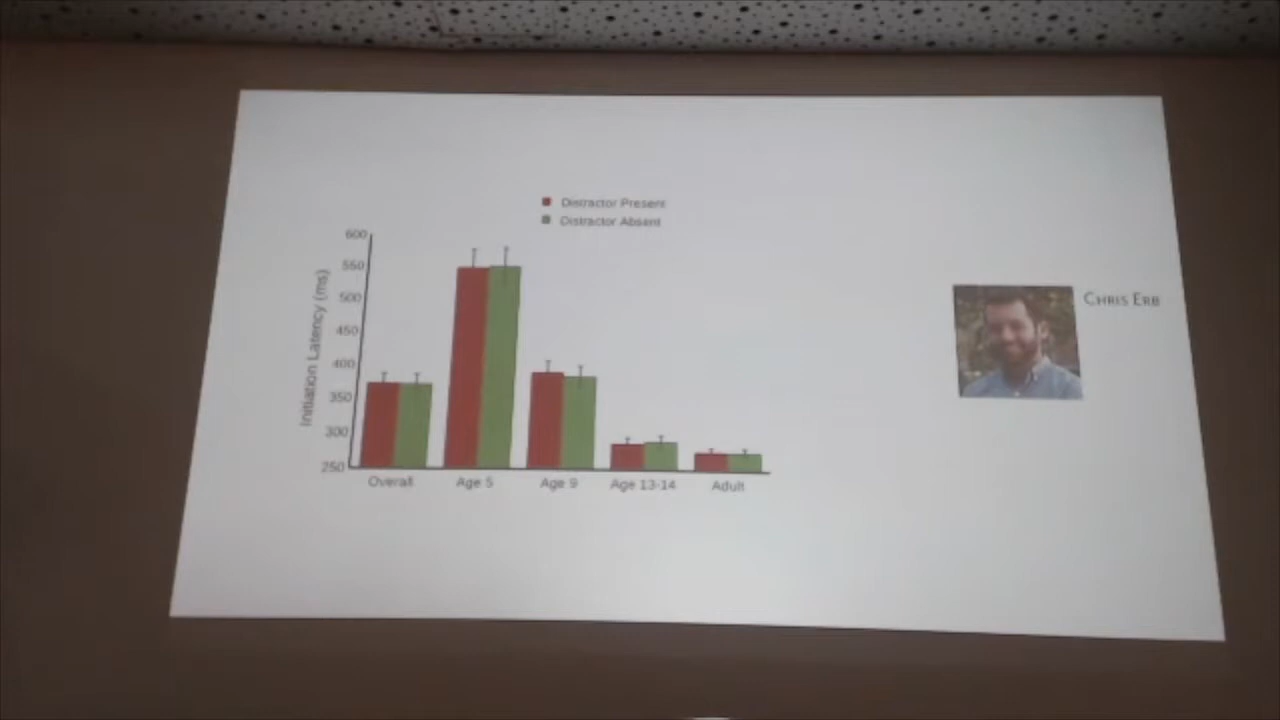 Distractor Present
Distractor Absent
600
550
500
450
400
350
300
250
Initiation Latency (ms)
Overall
Age 5
Age 9
Age 13-14
Adult
CHRIS ERB